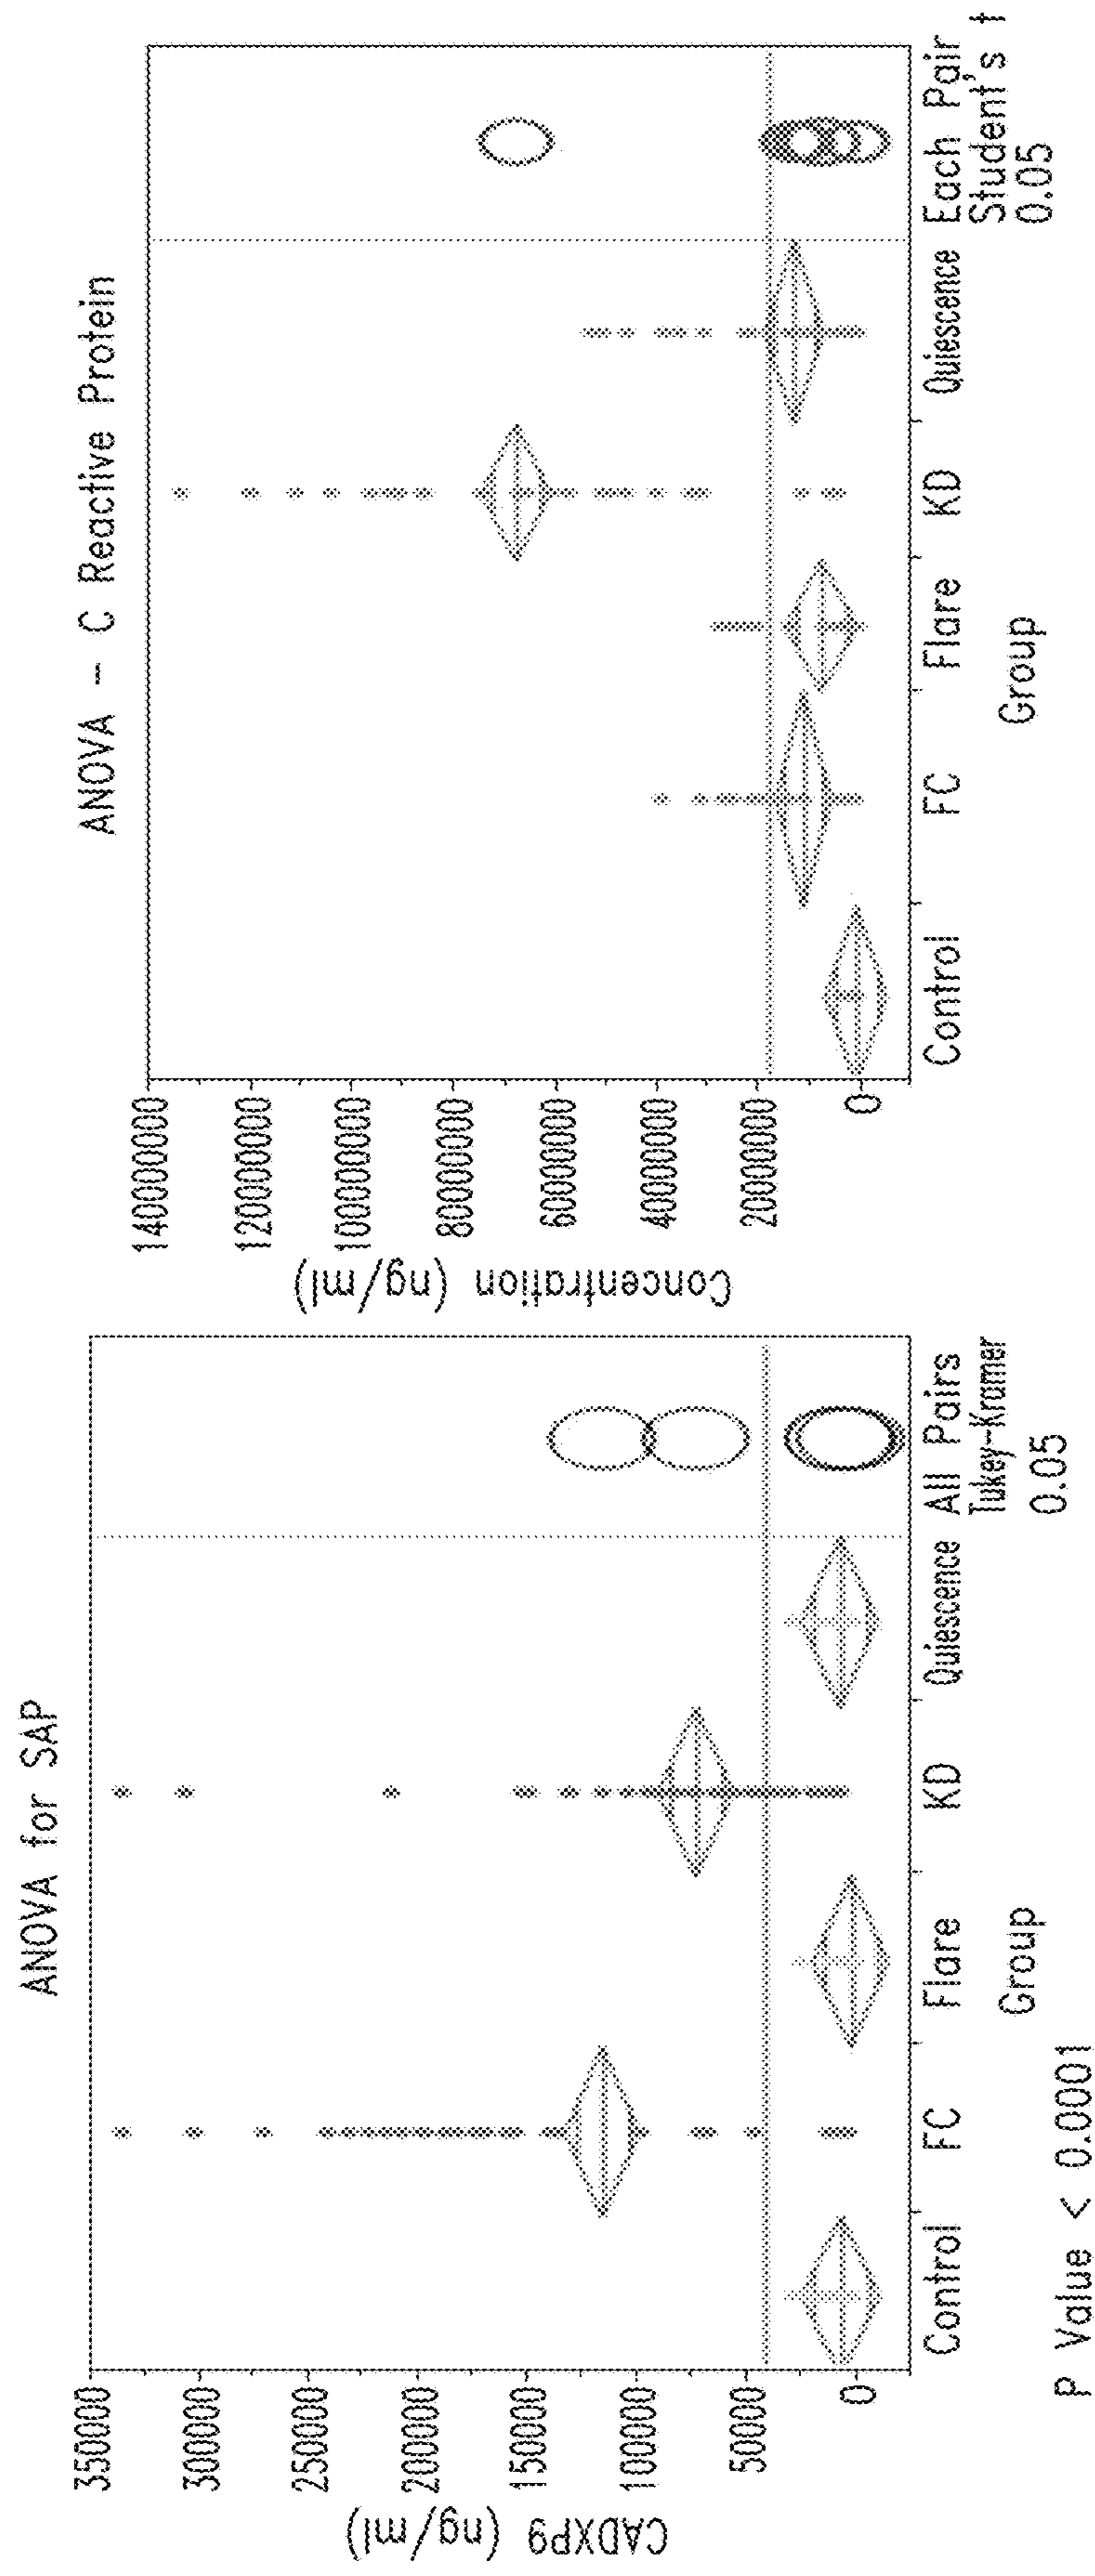 ANOVA for SAP
CADXP9 (ng/ml)
350000
300000
250000
200000
150000
100000
50000
0
Control
FC
Flare
KD
Quiescence
All Pairs
Tukey-Kramer
0.05
Group
P Value < 0.0001
ANOVA - C Reactive Protein
Concentration (ng/ml)
140000000
120000000
100000000
80000000
60000000
40000000
20000000
0
Control
FC
Flare
KD
Quiescence
Each Pair
Student's t
0.05
Group